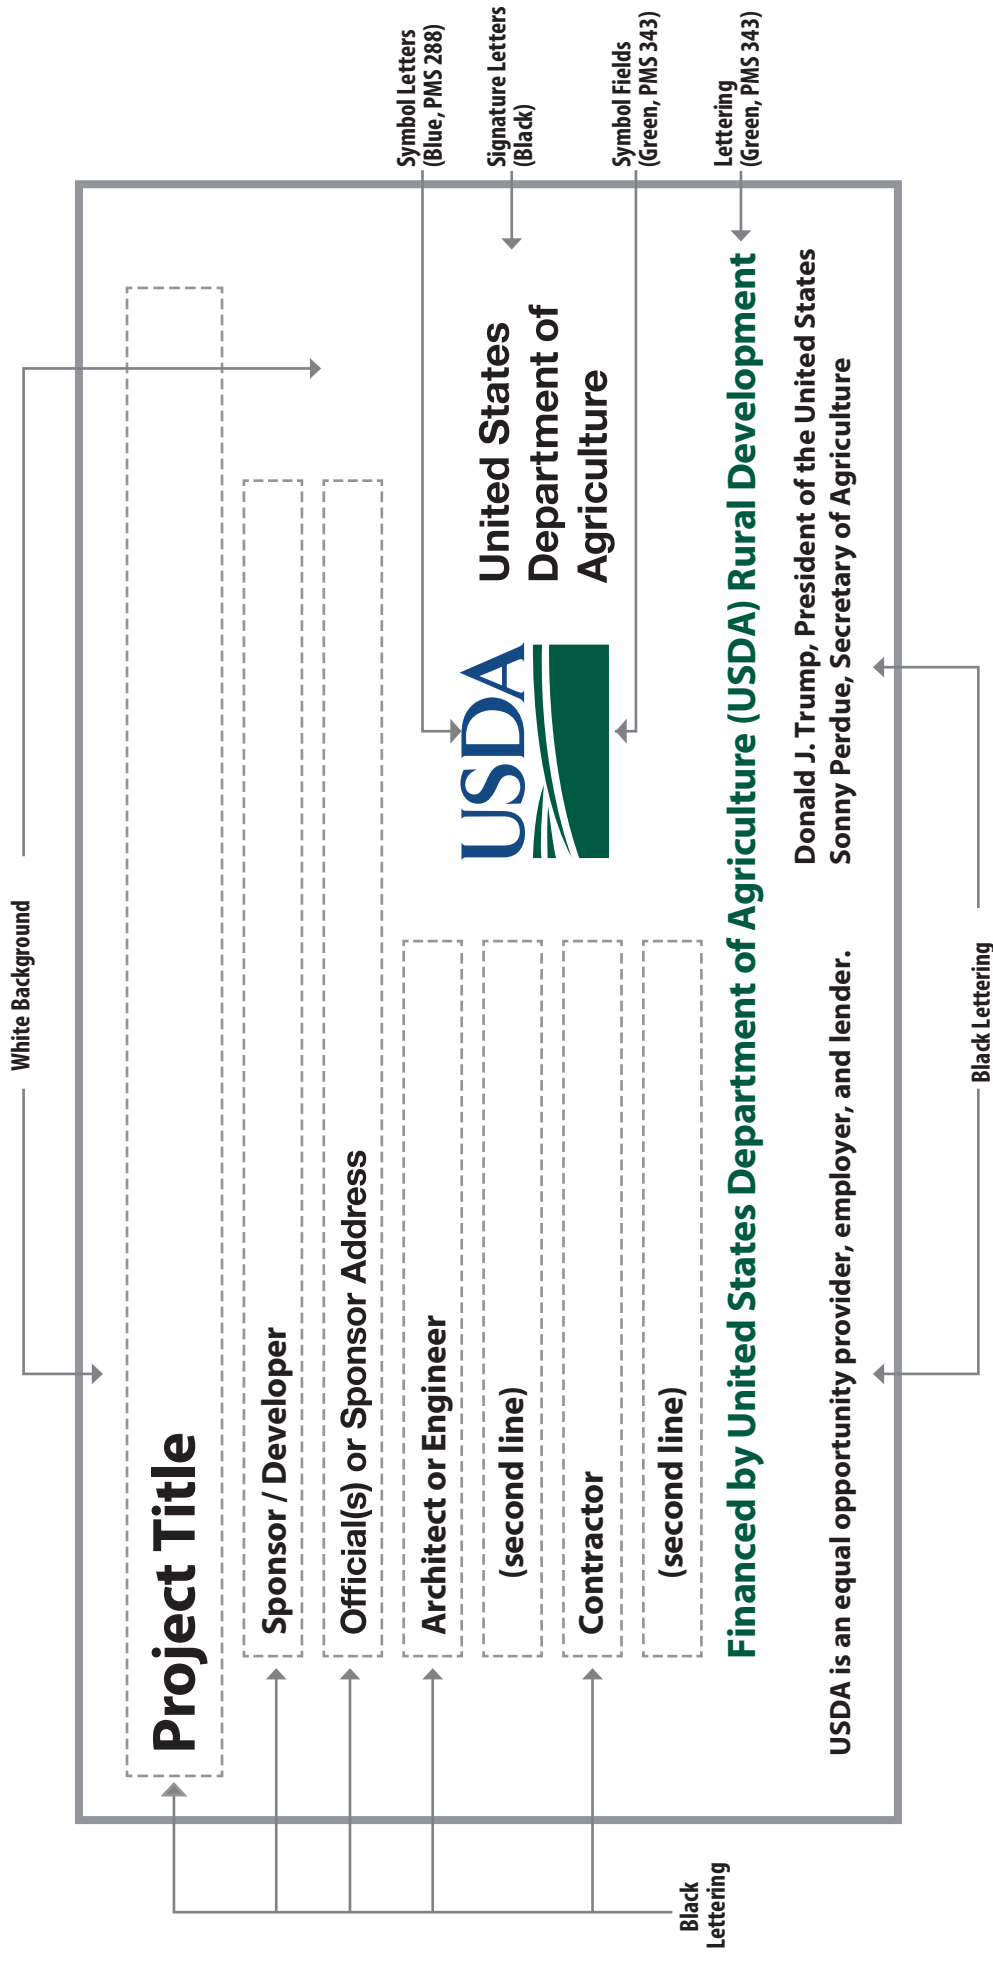 White Background
Project Title
Sponsor / Developer
Official(s) or Sponsor Address
Architect or Engineer
(second line)
Contractor
(second line)
USDA
United States
Department of
Agriculture
Symbol Letters
(Blue, PMS 288)
Signature Letters
(Black)
Symbol Fields
(Green, PMS 343)
Lettering
(Green, PMS 343)
Black
Lettering
Financed by United States Department of Agriculture (USDA) Rural Development
Donald J. Trump, President of the United States
Sonny Perdue, Secretary of Agriculture
USDA is an equal opportunity provider, employer, and lender.
Black Lettering